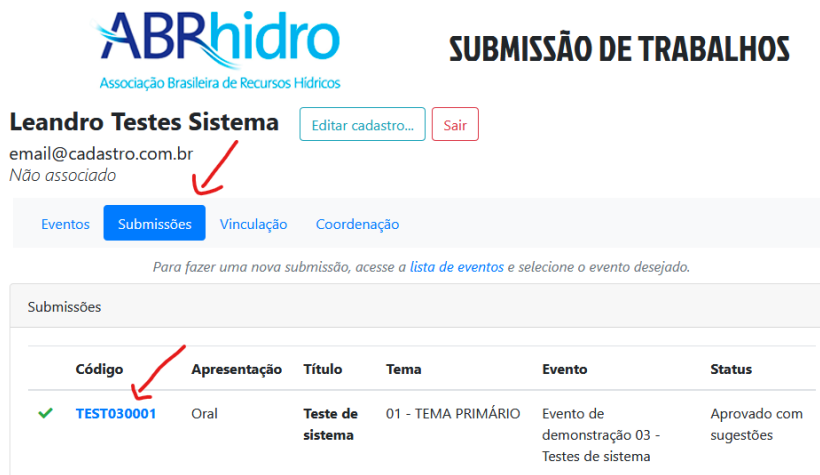 ABRhidro
Associação Brasileira de Recursos Hídricos
SUBMISSÃO DE TRABALHOS
Leandro Testes Sistema
Editar cadastro...
Sair
email@cadastro.com.br
Não associado
Eventos
Submissões
Vinculação
Coordenação
Para fazer uma nova submissão, acesse a lista de eventos e selecione o evento desejado.
Submissões
Código Apresentação Título Tema Evento Status
TEST030001 Oral Teste de 01 - TEMA PRIMÁRIO Evento de Aprovado com
sistema demonstração 03 - sugestões
Testes de sistema